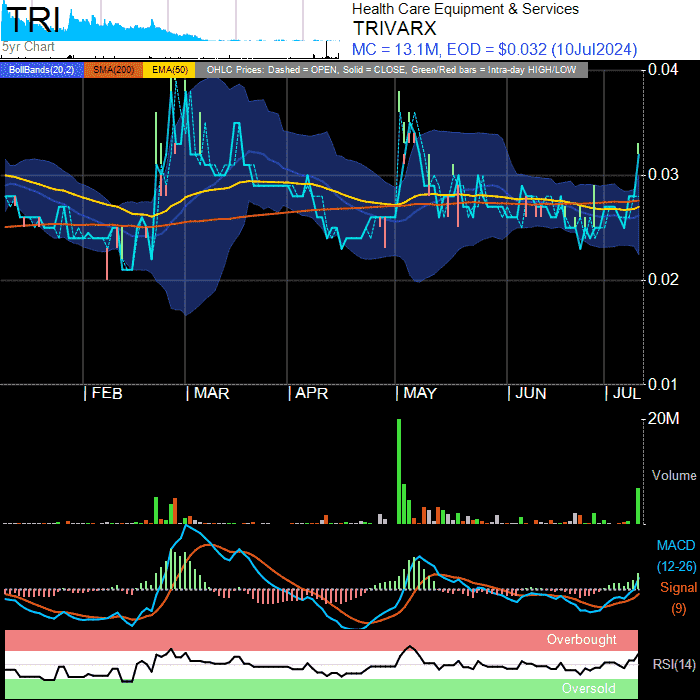 TRI
5yr Chart
Health Care Equipment & Services
TRIVARX
MC = 13.1M, EOD = $0.032 (10Jul2024)
BollBands(20,2) SMA(200) EMA(50) OHLC Prices: Dashed = OPEN, Solid = CLOSE, Green/Red bars = Intra-day HIGH/LOW
0.04
0.03
0.02
0.01
FEB MAR APR MAY JUN JUL
20M
Volume
MACD
(12-26)
Signal
(9)
Overbought
RSI(14)
Oversold